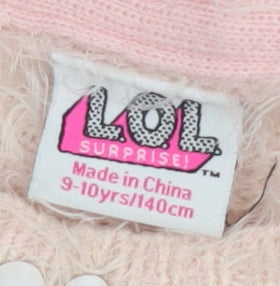 L.O.L.
SURPRISE!
™
Made in China
9-10yrs/140cm